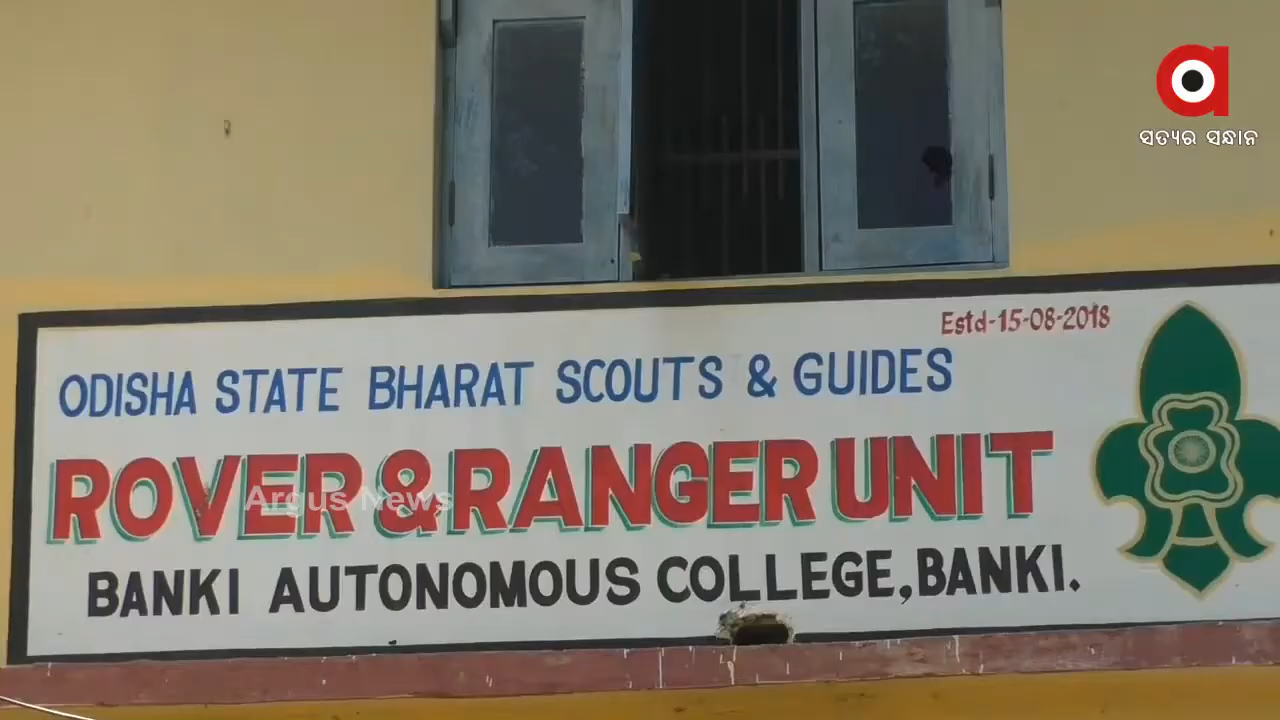 ସତ୍ୟର ସନ୍ଧାନ
Estd-15-08-2018
ODISHA STATE BHARAT SCOUTS & GUIDES
ROVER & RANGER UNIT
Argus News
BANKI AUTONOMOUS COLLEGE, BANKI.